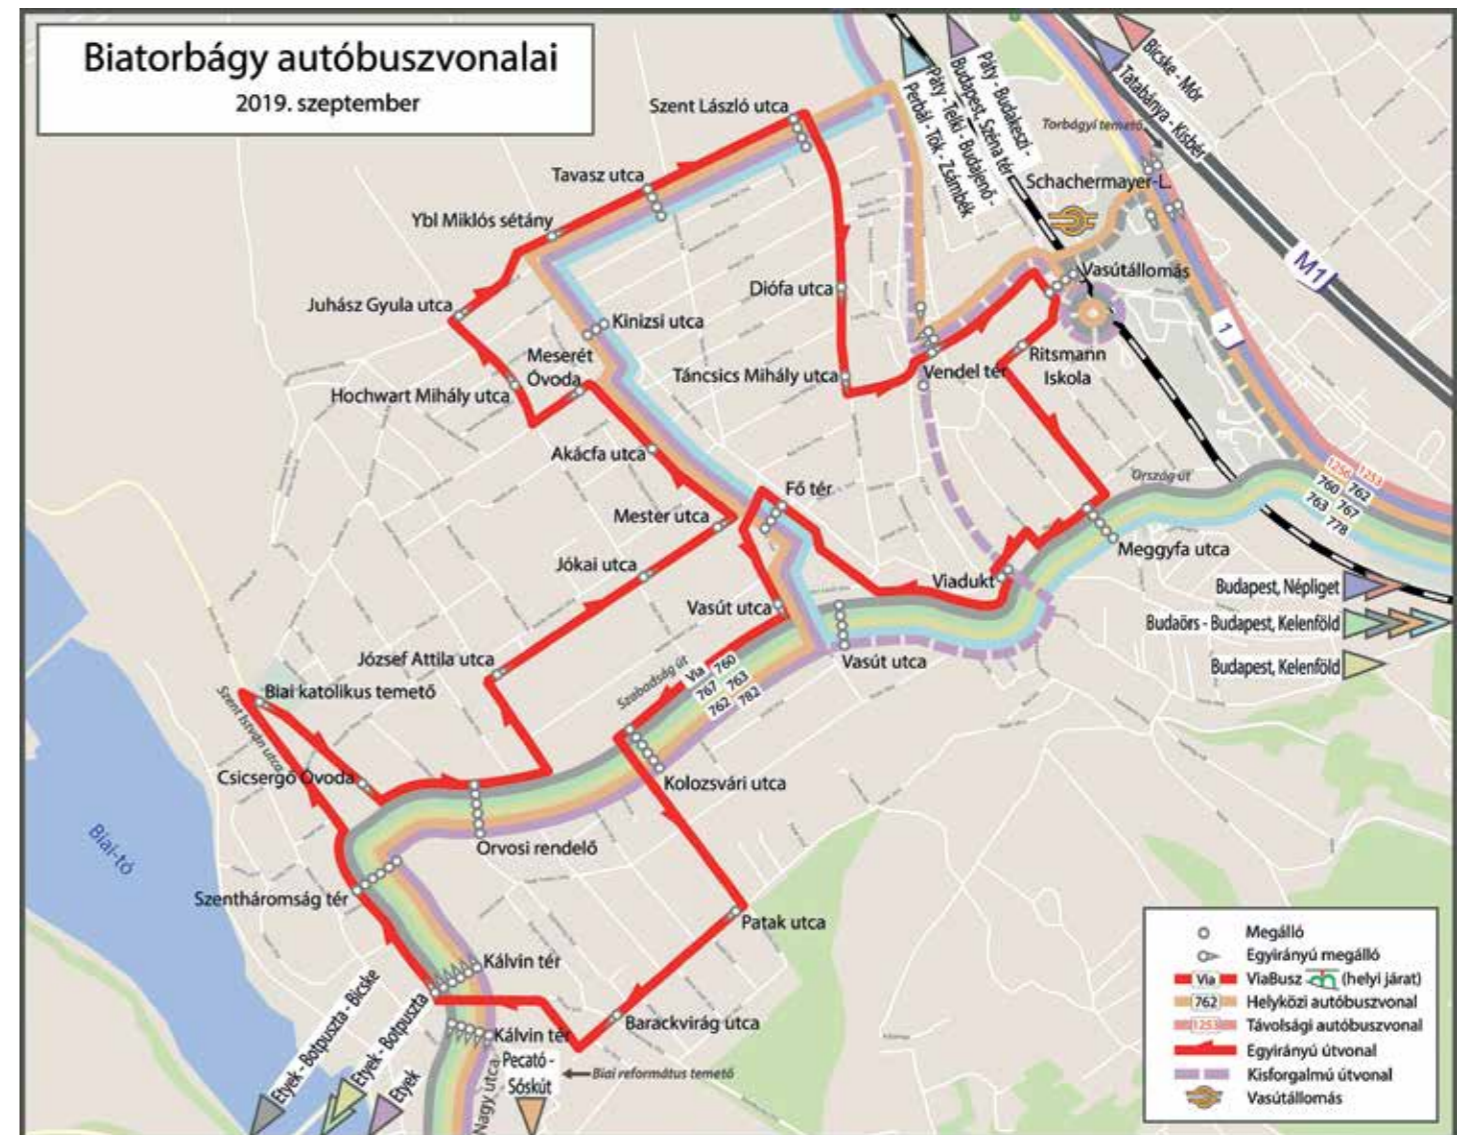 Biatorbágy autóbuszvonalai
2019. szeptember
Szent László utca
Tavasz utca
Ybl Miklós sétány
Juhász Gyula utca
Hochwart Mihály utca
Meserét
Óvoda
Kinizsi utca
Akácfa utca
Mester utca
Jókai utca
József Attila utca
Biai katolikus temető
Szent István utca
Csicsergő Óvoda
Orvosi rendelő
Szentháromság tér
Kálvin tér
Kálvin tér
Diófa utca
Táncsics Mihály utca
Vendel tér
Ritsmann
Iskola
Vasútállomás
Schachermayer-L.
Torbágyi temető
Páty - Telki - Budajenő -
Perbál - Tök - Zsámbék
Páty - Budakeszi -
Budapest, Széna tér
Bicske - Mór
Tatabánya - Kisbér
M1
1
Fő tér
Vasút utca
Vasút utca
Viadukt
Meggyfa utca
Ország út
1256 1253
760 762
763 767
778
Budapest, Népliget
Budaörs - Budapest, Kelenföld
Budapest, Kelenföld
Szabadság út
Via 760
767 763
762 782
Kolozsvári utca
Patak utca
Barackvirág utca
Biai-tó
Etyek - Botpuszta - Bicske
Etyek - Botpuszta
Etyek
Nagy utca
Pecató -
Sóskút
Biai református temető
Megálló
Egyirányú megálló
Via ViaBusz (helyi járat)
762 Helyközi autóbuszvonal
1253 Távolsági autóbuszvonal
Egyirányú útvonal
Kisforgalmú útvonal
Vasútállomás